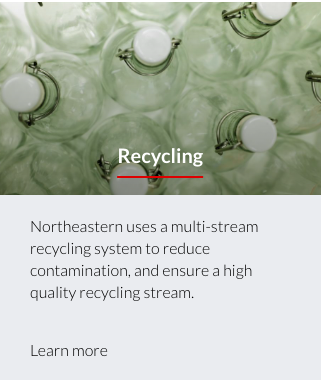 Recycling
Northeastern uses a multi-stream
recycling system to reduce
contamination, and ensure a high
quality recycling stream.
Learn more